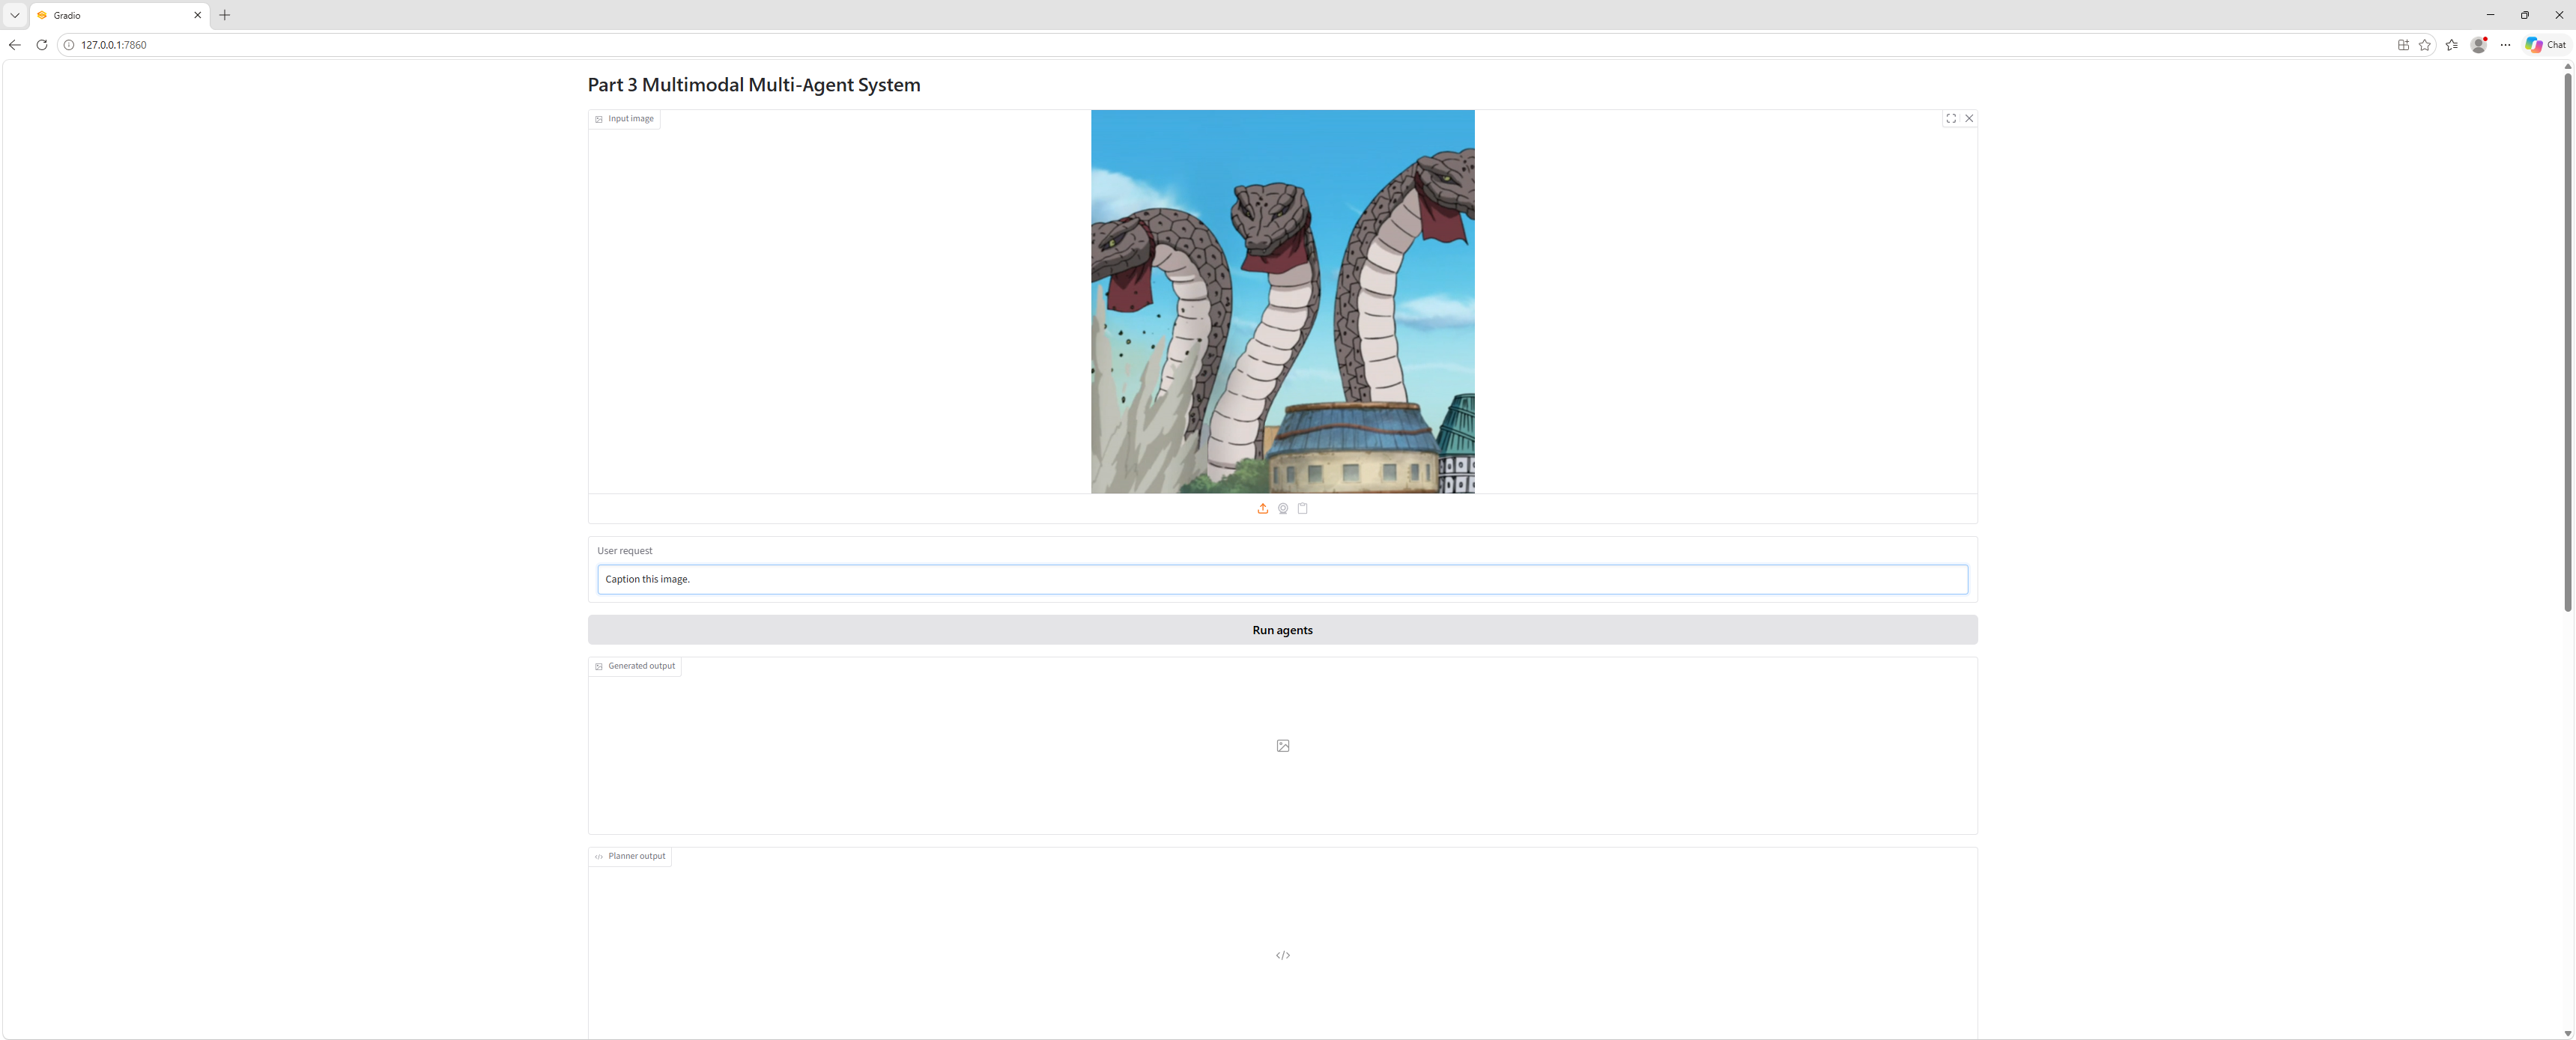 Gradio
127.0.0.1:7860
Chat
Part 3 Multimodal Multi-Agent System
Input image
User request
Caption this image.
Run agents
Generated output
Planner output